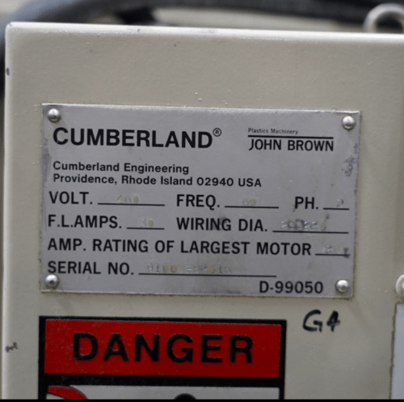 CUMBERLAND®
Plastics Machinery
JOHN BROWN
Cumberland Engineering
Providence, Rhode Island 02940 USA
VOLT. FREQ. PH.
F.L.AMPS. WIRING DIA.
AMP. RATING OF LARGEST MOTOR
SERIAL NO.
D-99050
G4
DANGER